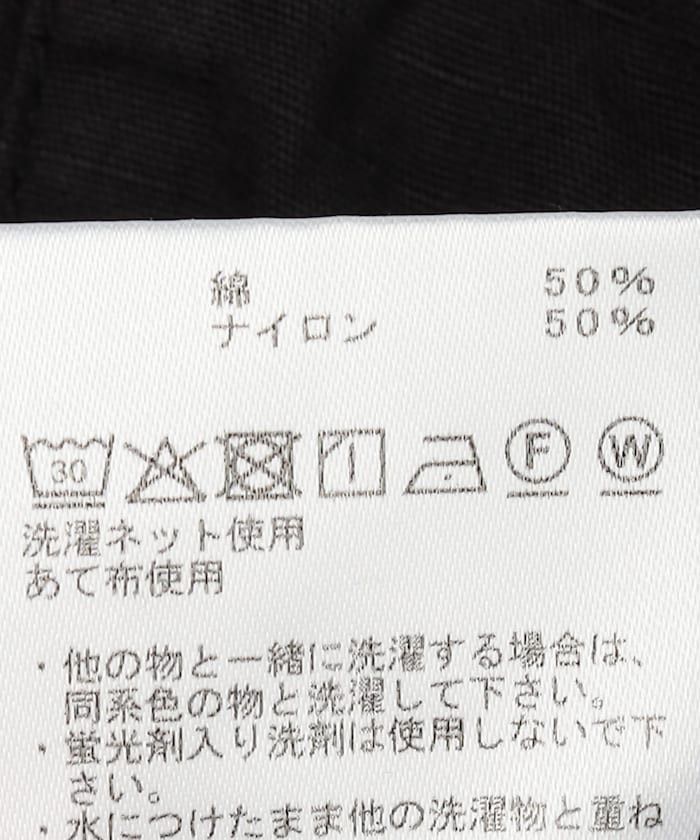 綿 50%
ナイロン 50%
30 F W
洗濯ネット使用
あて布使用
・他の物と一緒に洗濯する場合は、
同系色の物と洗濯して下さい。
・蛍光剤入り洗剤は使用しないで下
さい。
・水につけたまま他の洗濯物と重ね